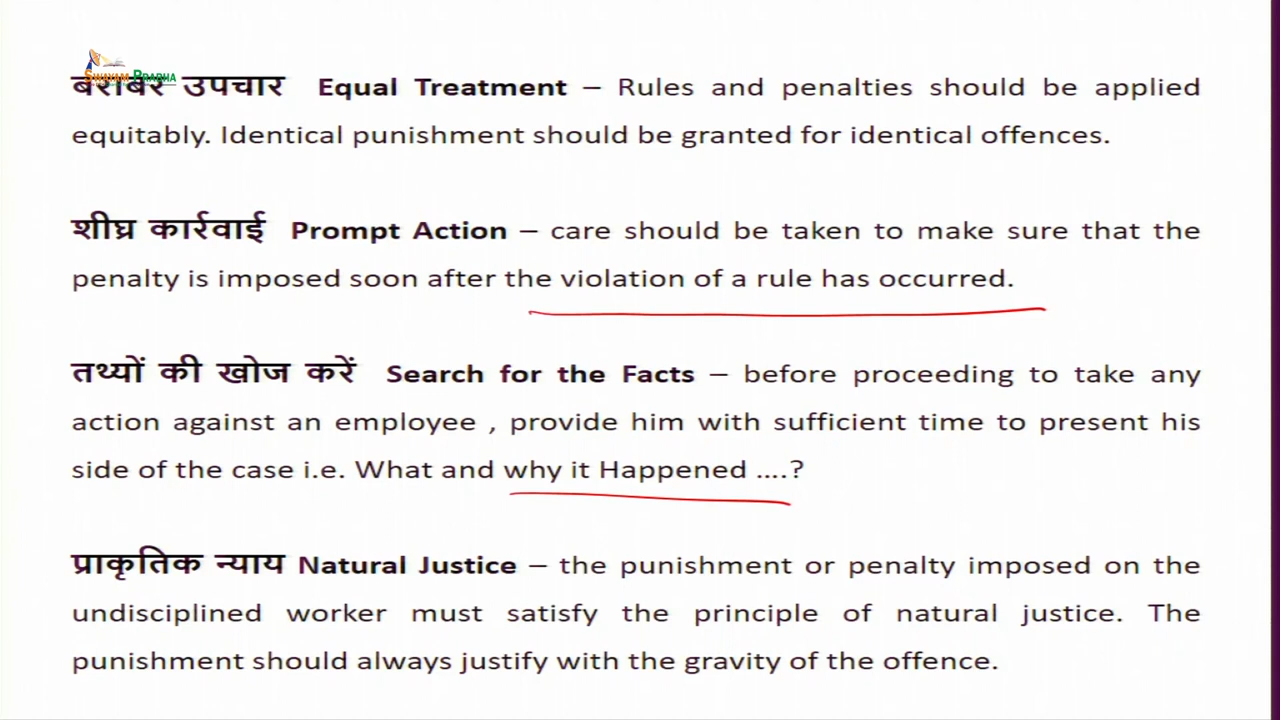 SWAYAM PRABHA
बराबर उपचार Equal Treatment – Rules and penalties should be applied
equitably. Identical punishment should be granted for identical offences.
शीघ्र कार्रवाई Prompt Action – care should be taken to make sure that the
penalty is imposed soon after the violation of a rule has occurred.
तथ्यों की खोज करें Search for the Facts – before proceeding to take any
action against an employee , provide him with sufficient time to present his
side of the case i.e. What and why it Happened ....?
प्राकृतिक न्याय Natural Justice – the punishment or penalty imposed on the
undisciplined worker must satisfy the principle of natural justice. The
punishment should always justify with the gravity of the offence.